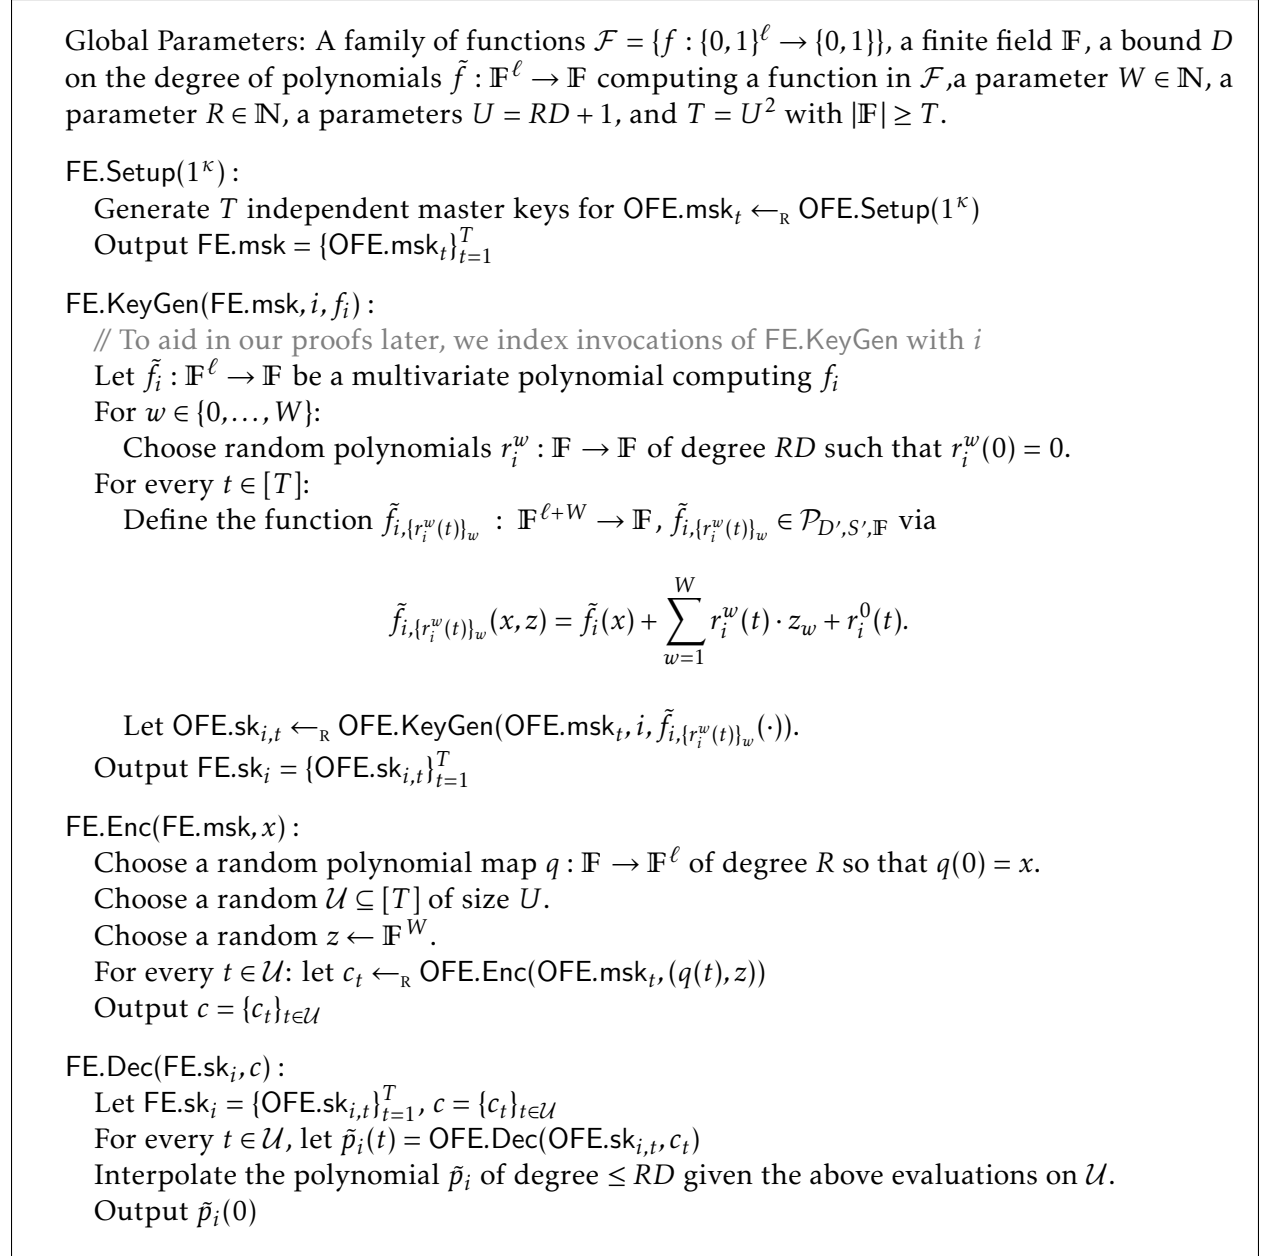 Global Parameters: A family of functions ℱ = {f : {0,1}^ℓ → {0,1}}, a finite field 𝔽, a bound D
on the degree of polynomials f̃ : 𝔽^ℓ → 𝔽 computing a function in ℱ,a parameter W ∈ ℕ, a
parameter R ∈ ℕ, a parameters U = RD + 1, and T = U^2 with |𝔽| ≥ T.
FE.Setup(1^κ) :
Generate T independent master keys for OFE.msk_t ←_R OFE.Setup(1^κ)
Output FE.msk = {OFE.msk_t}_{t=1}^T
FE.KeyGen(FE.msk, i, f_i) :
// To aid in our proofs later, we index invocations of FE.KeyGen with i
Let f̃_i : 𝔽^ℓ → 𝔽 be a multivariate polynomial computing f_i
For w ∈ {0,…,W}:
Choose random polynomials r_i^w : 𝔽 → 𝔽 of degree RD such that r_i^w(0) = 0.
For every t ∈ [T]:
Define the function f̃_{i,{r_i^w(t)}_w} : 𝔽^{ℓ+W} → 𝔽, f̃_{i,{r_i^w(t)}_w} ∈ 𝒫_{D′,S′,𝔽} via
f̃_{i,{r_i^w(t)}_w}(x,z) = f̃_i(x) + ∑_{w=1}^{W} r_i^w(t) · z_w + r_i^0(t).
Let OFE.sk_{i,t} ←_R OFE.KeyGen(OFE.msk_t, i, f̃_{i,{r_i^w(t)}_w}(·)).
Output FE.sk_i = {OFE.sk_{i,t}}_{t=1}^T
FE.Enc(FE.msk, x) :
Choose a random polynomial map q : 𝔽 → 𝔽^ℓ of degree R so that q(0) = x.
Choose a random 𝒰 ⊆ [T] of size U.
Choose a random z ← 𝔽^W.
For every t ∈ 𝒰: let c_t ←_R OFE.Enc(OFE.msk_t, (q(t), z))
Output c = {c_t}_{t∈𝒰}
FE.Dec(FE.sk_i, c) :
Let FE.sk_i = {OFE.sk_{i,t}}_{t=1}^T, c = {c_t}_{t∈𝒰}
For every t ∈ 𝒰, let p̃_i(t) = OFE.Dec(OFE.sk_{i,t}, c_t)
Interpolate the polynomial p̃_i of degree ≤ RD given the above evaluations on 𝒰.
Output p̃_i(0)